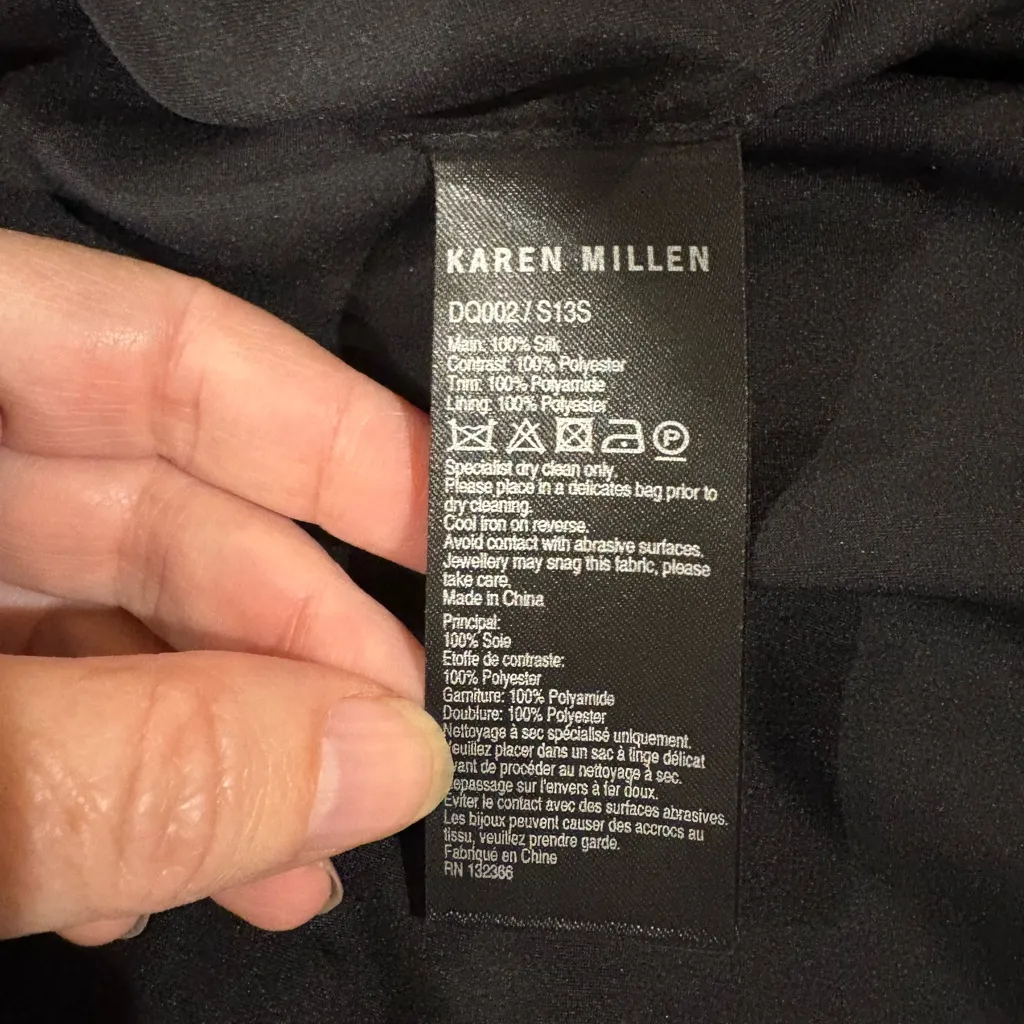 KAREN MILLEN
DQ002 / S13S
Main: 100% Silk
Contrast: 100% Polyester
Trim: 100% Polyamide
Lining: 100% Polyester
P
Specialist dry clean only.
Please place in a delicates bag prior to
dry cleaning.
Cool iron on reverse.
Avoid contact with abrasive surfaces.
Jewellery may snag this fabric, please
take care.
Made in China
Principal:
100% Soie
Etoffe de contraste:
100% Polyester
Garniture: 100% Polyamide
Doublure: 100% Polyester
Nettoyage à sec spécialisé uniquement.
Veuillez placer dans un sac à linge délicat
avant de procéder au nettoyage à sec.
Repassage sur l'envers à fer doux.
Eviter le contact avec des surfaces abrasives.
Les bijoux peuvent causer des accrocs au
tissu, veuillez prendre garde.
Fabriqué en Chine
RN 132366